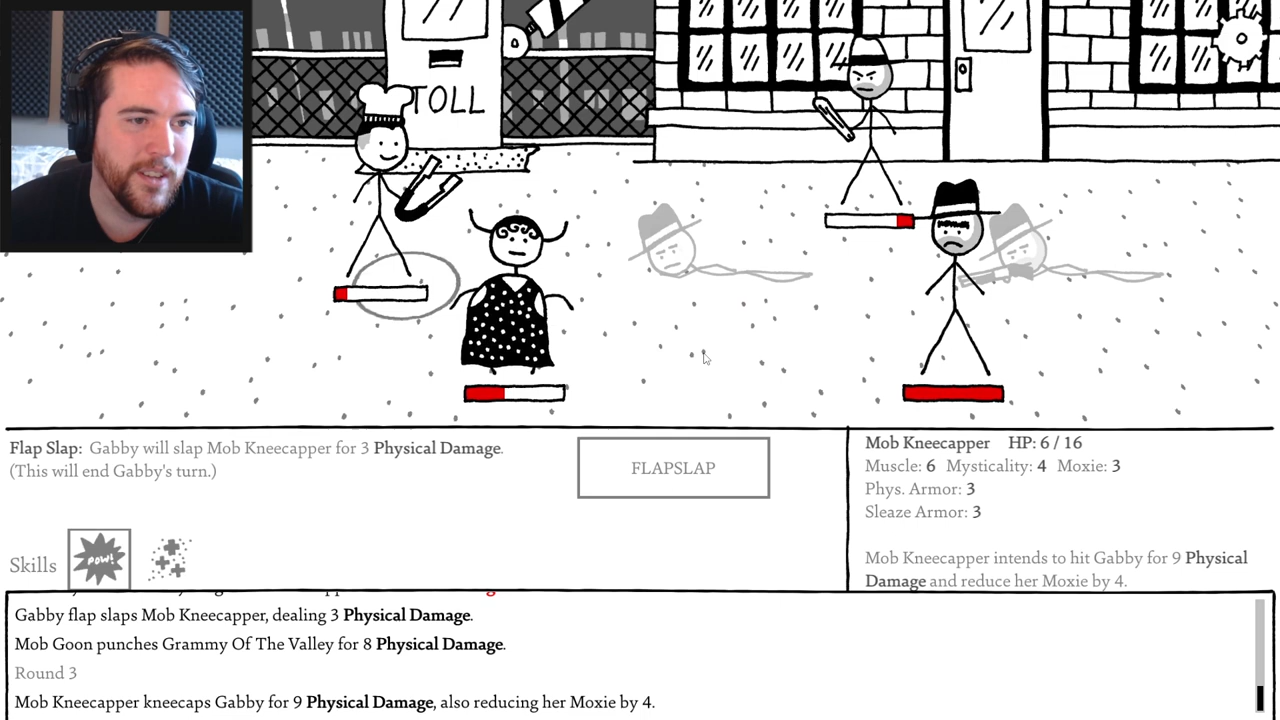 TOLL
Flap Slap: Gabby will slap Mob Kneecapper for 3 Physical Damage.
(This will end Gabby's turn.)
FLAPSLAP
Skills
POW!
Mob Kneecapper HP: 6 / 16
Muscle: 6 Mysticality: 4 Moxie: 3
Phys. Armor: 3
Sleaze Armor: 3
Mob Kneecapper intends to hit Gabby for 9 Physical
Damage and reduce her Moxie by 4.
Gabby flap slaps Mob Kneecapper, dealing 3 Physical Damage.
Mob Goon punches Grammy Of The Valley for 8 Physical Damage.
Round 3
Mob Kneecapper kneecaps Gabby for 9 Physical Damage, also reducing her Moxie by 4.